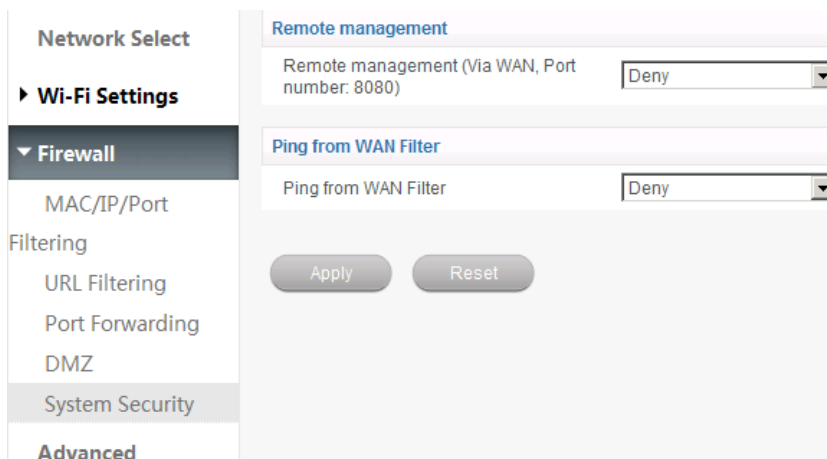 Network Select
Wi-Fi Settings
Firewall
MAC/IP/Port
Filtering
URL Filtering
Port Forwarding
DMZ
System Security
Advanced
Remote management
Remote management (Via WAN, Port
number: 8080)
Deny
Ping from WAN Filter
Ping from WAN Filter
Deny
Apply
Reset